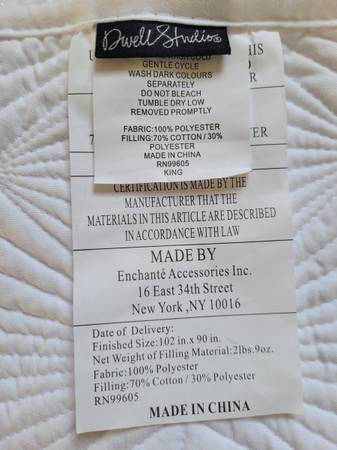 Dwell Studio
GENTLE CYCLE
WASH DARK COLOURS
SEPARATELY
DO NOT BLEACH
TUMBLE DRY LOW
REMOVED PROMPTLY
FABRIC:100% POLYESTER
FILLING:70% COTTON / 30%
POLYESTER
MADE IN CHINA
RN99605
KING
CERTIFICATION IS MADE BY THE
MANUFACTURER THAT THE
MATERIALS IN THIS ARTICLE ARE DESCRIBED
IN ACCORDANCE WITH LAW
MADE BY
Enchanté Accessories Inc.
16 East 34th Street
New York ,NY 10016
Date of Delivery:
Finished Size:102 in.x 90 in.
Net Weight of Filling Material:2lbs.9oz.
Fabric:100% Polyester
Filling:70% Cotton / 30% Polyester
RN99605
MADE IN CHINA